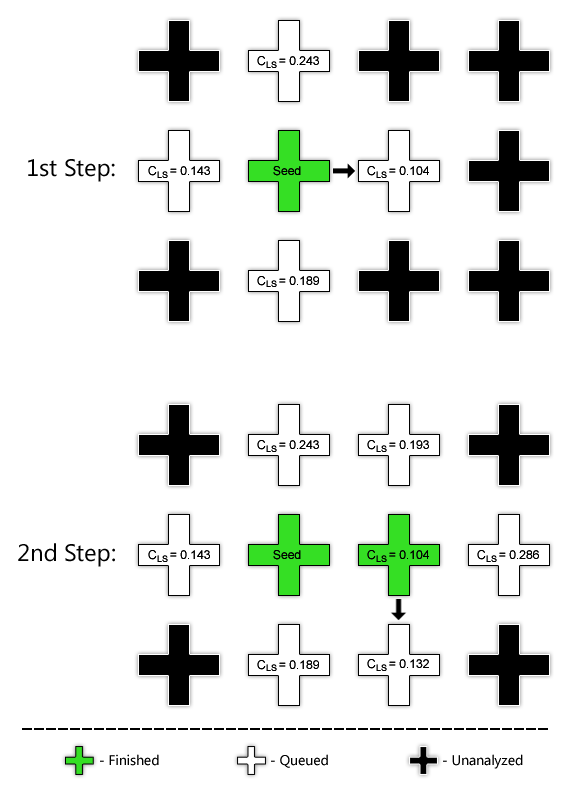 CLS = 0.243
1st Step:
CLS = 0.143
Seed
CLS = 0.104
CLS = 0.189
CLS = 0.243
CLS = 0.193
2nd Step:
CLS = 0.143
Seed
CLS = 0.104
CLS = 0.286
CLS = 0.189
CLS = 0.132
- Finished
- Queued
- Unanalyzed